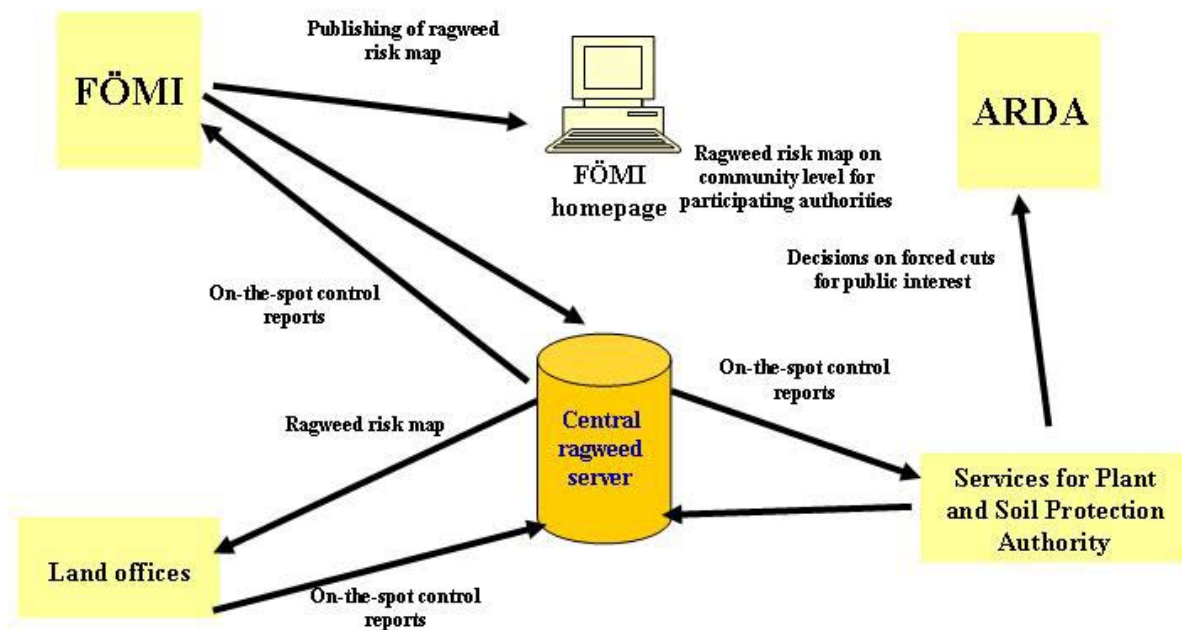 Publishing of ragweed
risk map
FÖMI
ARDA
FÖMI
homepage
Ragweed risk map on
community level for
participating authorities
Decisions on forced cuts
for public interest
On-the-spot control
reports
On-the-spot control
reports
Ragweed risk map
Central
ragweed
server
Services for Plant
and Soil Protection
Authority
Land offices
On-the-spot control
reports